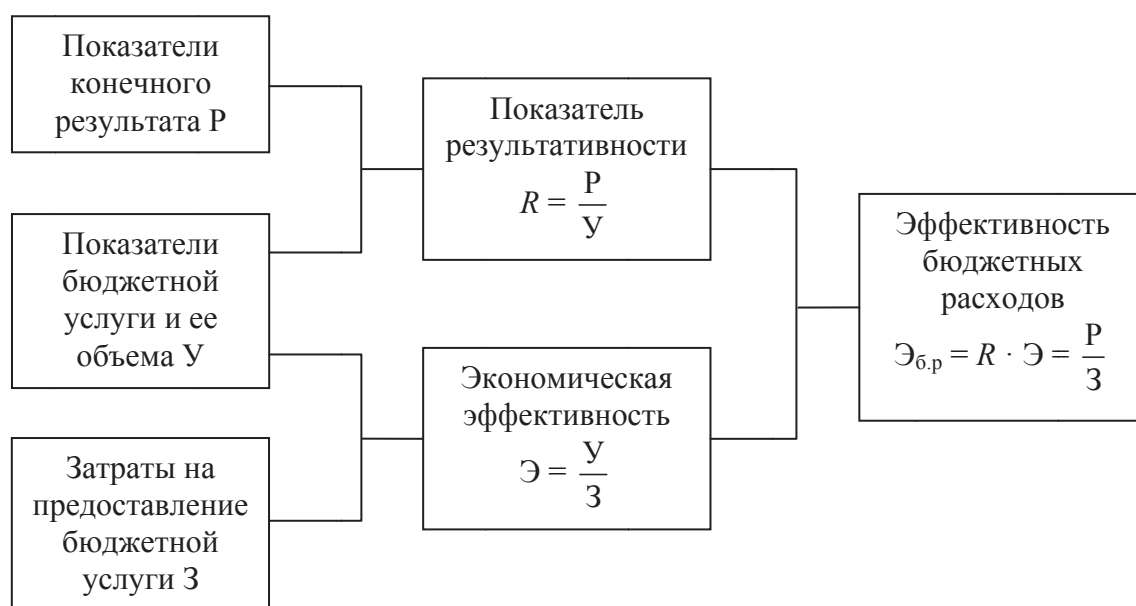 Показатели
конечного
результата Р
Показатели
бюджетной
услуги и ее
объема У
Затраты на
предоставление
бюджетной
услуги З
Показатель
результативности
R = Р/У
Экономическая
эффективность
Э = У/З
Эффективность
бюджетных
расходов
Эб.р = R · Э = Р/З